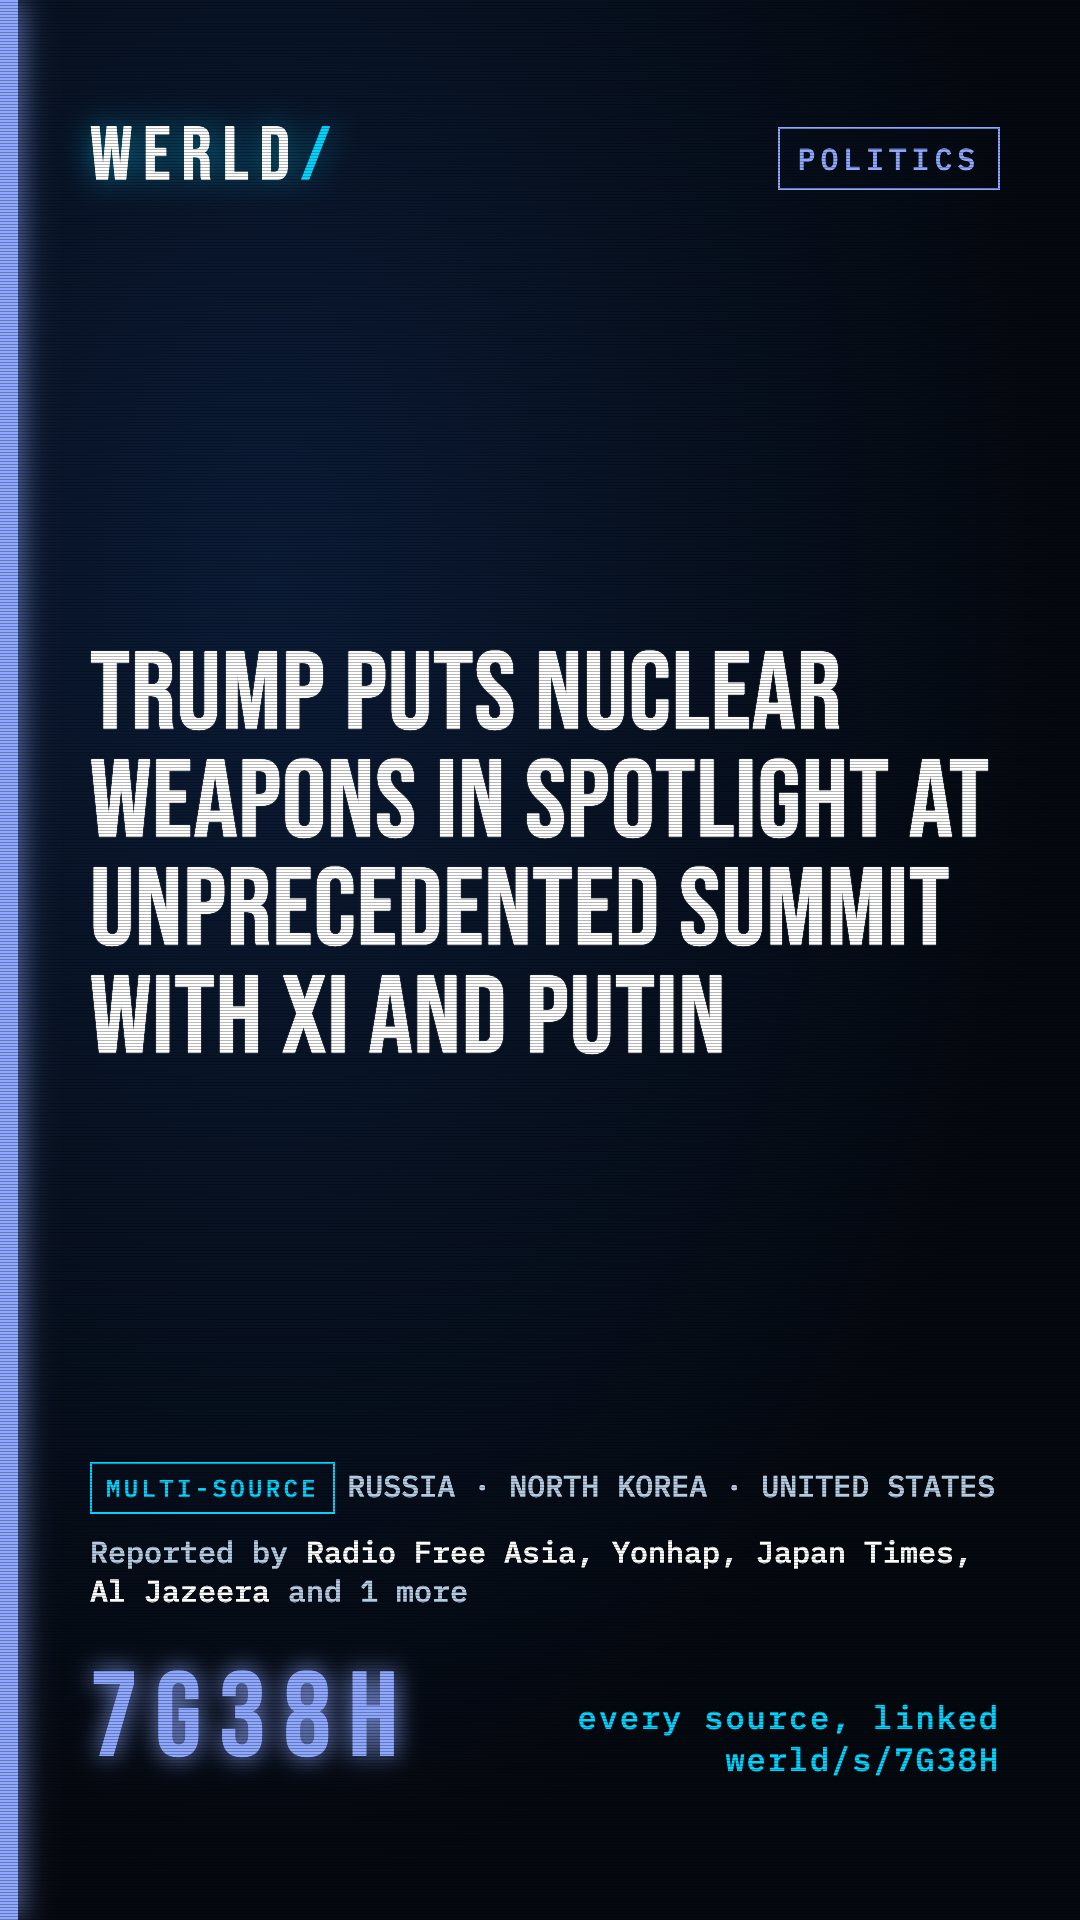 WERLD/
POLITICS
TRUMP PUTS NUCLEAR
WEAPONS IN SPOTLIGHT AT
UNPRECEDENTED SUMMIT
WITH XI AND PUTIN
MULTI-SOURCE RUSSIA · NORTH KOREA · UNITED STATES
Reported by Radio Free Asia, Yonhap, Japan Times,
Al Jazeera and 1 more
7G38H
every source, linked
werld/s/7G38H